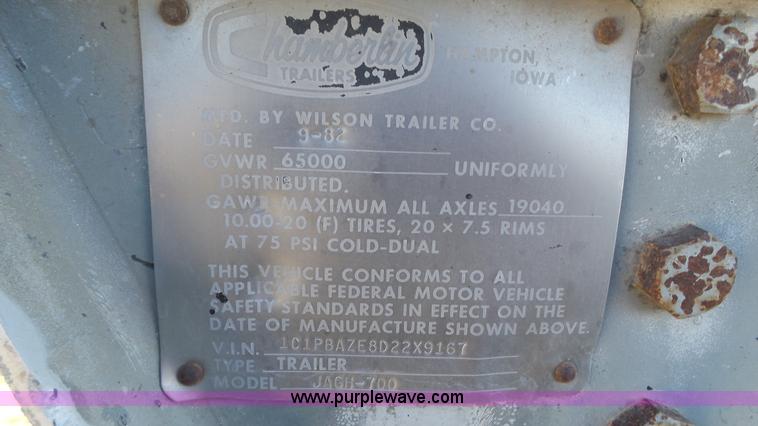 Chamberlin
TRAILERS
HAMPTON,
IOWA
MFD. BY WILSON TRAILER CO.
DATE 9-82
GVWR 65000 UNIFORMLY
DISTRIBUTED.
GAWR MAXIMUM ALL AXLES 19040
10.00-20 (F) TIRES, 20 x 7.5 RIMS
AT 75 PSI COLD-DUAL
THIS VEHICLE CONFORMS TO ALL
APPLICABLE FEDERAL MOTOR VEHICLE
SAFETY STANDARDS IN EFFECT ON THE
DATE OF MANUFACTURE SHOWN ABOVE.
V.I.N. 1C1P8AZE8D22X9167
TYPE TRAILER
MODEL JAGH-700
www.purplewave.com